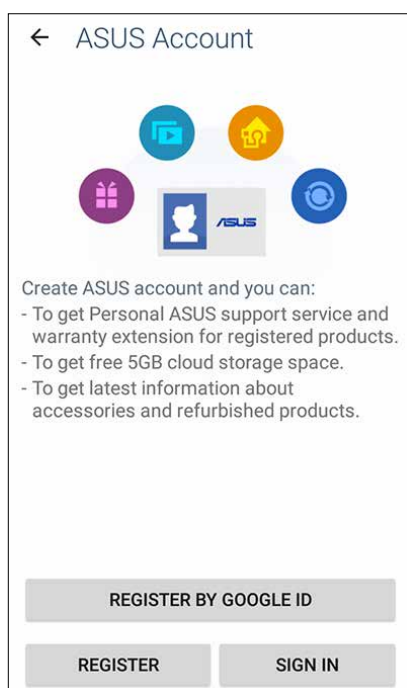 ASUS Account
ASUS
Create ASUS account and you can:
- To get Personal ASUS support service and
warranty extension for registered products.
- To get free 5GB cloud storage space.
- To get latest information about
accessories and refurbished products.
REGISTER BY GOOGLE ID
REGISTER SIGN IN